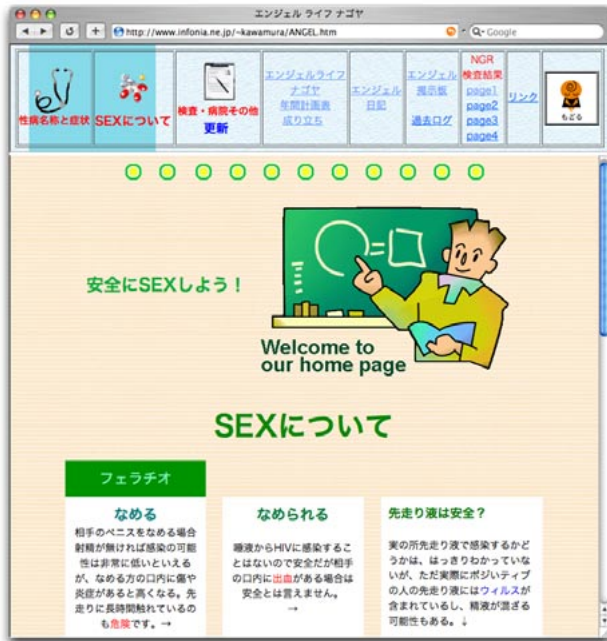 エンジェル ライフ ナゴヤ
http://www.infonia.ne.jp/~kawamura/ANGEL.htm
Google
性病名称と症状
SEXについて
検査・病院その他
更新
エンジェルライフ
ナゴヤ
年間計画表
成り立ち
エンジェル
日記
エンジェル
掲示板
過去ログ
NGR
検査結果
page1
page2
page3
page4
リンク
もどる
安全にSEXしよう！
Welcome to
our home page
SEXについて
フェラチオ
なめる
相手のペニスをなめる場合
射精が無ければ感染の可能
性は非常に低いといえる
が、なめる方の口内に傷や
炎症があると高くなる。先
走りに長時間触れているの
も危険です。→
なめられる
唾液からHIVに感染するこ
とはないので安全だが相手
の口内に出血がある場合は
安全とは言えません。
→
先走り液は安全？
実の所先走り液で感染するかど
うかは、はっきりわかっていな
いが、ただ実際にポジティブ
の人の先走り液にはウィルスが
含まれているし、精液が混ざる
可能性もある。↓